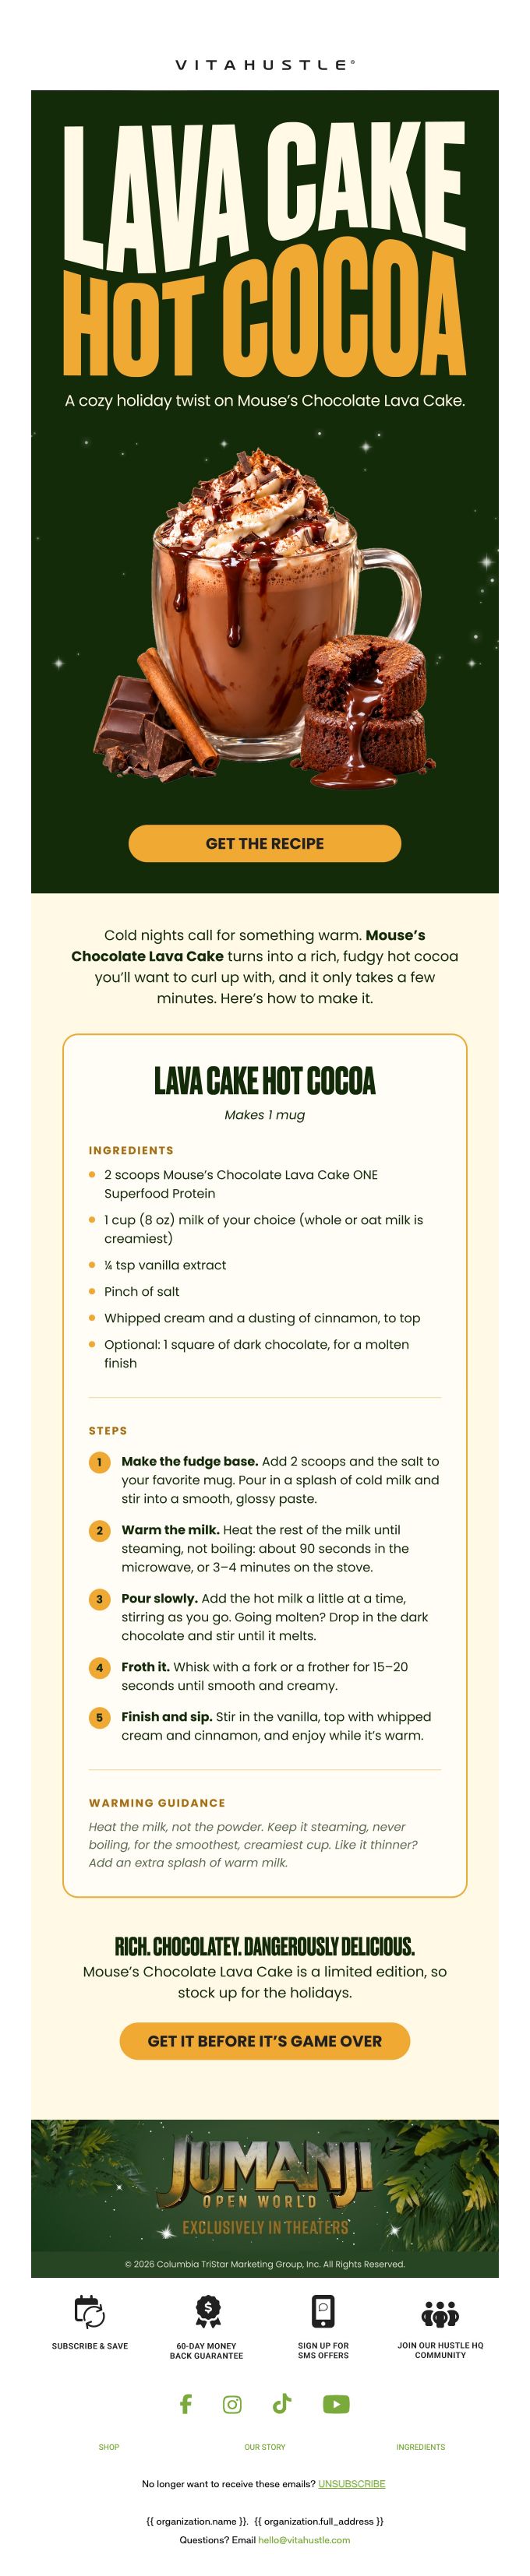 VITAHUSTLE®
LAVA CAKE
HOT COCOA
A cozy holiday twist on Mouse's Chocolate Lava Cake.
GET THE RECIPE
Cold nights call for something warm. Mouse's
Chocolate Lava Cake turns into a rich, fudgy hot cocoa
you'll want to curl up with, and it only takes a few
minutes. Here's how to make it.
LAVA CAKE HOT COCOA
Makes 1 mug
INGREDIENTS
2 scoops Mouse's Chocolate Lava Cake ONE
Superfood Protein
1 cup (8 oz) milk of your choice (whole or oat milk is
creamiest)
¼ tsp vanilla extract
Pinch of salt
Whipped cream and a dusting of cinnamon, to top
Optional: 1 square of dark chocolate, for a molten
finish
STEPS
1 Make the fudge base. Add 2 scoops and the salt to
your favorite mug. Pour in a splash of cold milk and
stir into a smooth, glossy paste.
2 Warm the milk. Heat the rest of the milk until
steaming, not boiling: about 90 seconds in the
microwave, or 3–4 minutes on the stove.
3 Pour slowly. Add the hot milk a little at a time,
stirring as you go. Going molten? Drop in the dark
chocolate and stir until it melts.
4 Froth it. Whisk with a fork or a frother for 15–20
seconds until smooth and creamy.
5 Finish and sip. Stir in the vanilla, top with whipped
cream and cinnamon, and enjoy while it's warm.
WARMING GUIDANCE
Heat the milk, not the powder. Keep it steaming, never
boiling, for the smoothest, creamiest cup. Like it thinner?
Add an extra splash of warm milk.
RICH. CHOCOLATEY. DANGEROUSLY DELICIOUS.
Mouse's Chocolate Lava Cake is a limited edition, so
stock up for the holidays.
GET IT BEFORE IT'S GAME OVER
JUMANJI
OPEN WORLD
EXCLUSIVELY IN THEATERS
© 2026 Columbia TriStar Marketing Group, Inc. All Rights Reserved.
SUBSCRIBE & SAVE
60-DAY MONEY
BACK GUARANTEE
SIGN UP FOR
SMS OFFERS
JOIN OUR HUSTLE HQ
COMMUNITY
SHOP
OUR STORY
INGREDIENTS
No longer want to receive these emails? UNSUBSCRIBE
{{ organization.name }}. {{ organization.full_address }}
Questions? Email hello@vitahustle.com